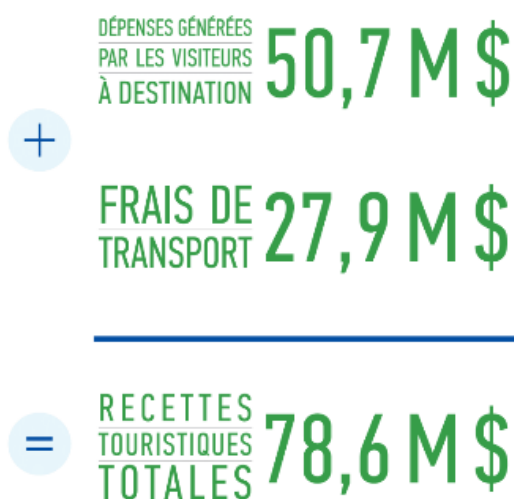 DÉPENSES GÉNÉRÉES
PAR LES VISITEURS
À DESTINATION
50,7 M $
+
FRAIS DE
TRANSPORT
27,9 M $
=
RECETTES
TOURISTIQUES
TOTALES
78,6 M $